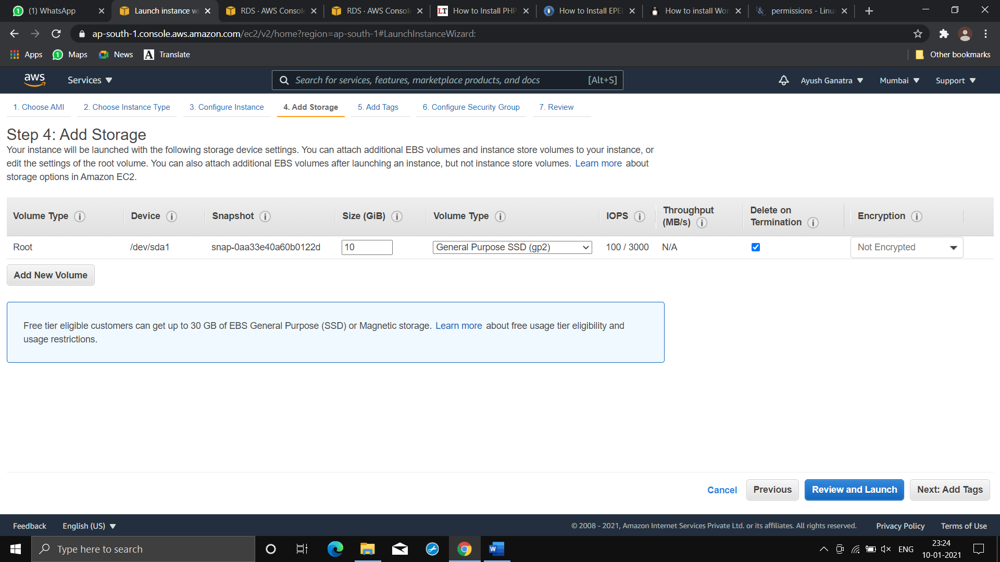 (1) WhatsApp
Launch instance wi
RDS · AWS Console
RDS · AWS Console
LT How to Install PHP
How to Install EPEL
How to install Wor
permissions - Linu
ap-south-1.console.aws.amazon.com/ec2/v2/home?region=ap-south-1#LaunchInstanceWizard:
Apps Maps News A Translate Other bookmarks
aws Services Search for services, features, marketplace products, and docs [Alt+S] Ayush Ganatra Mumbai Support
1. Choose AMI 2. Choose Instance Type 3. Configure Instance 4. Add Storage 5. Add Tags 6. Configure Security Group 7. Review
Step 4: Add Storage
Your instance will be launched with the following storage device settings. You can attach additional EBS volumes and instance store volumes to your instance, or
edit the settings of the root volume. You can also attach additional EBS volumes after launching an instance, but not instance store volumes. Learn more about
storage options in Amazon EC2.
Volume Type Device Snapshot Size (GiB) Volume Type IOPS Throughput (MB/s) Delete on Termination Encryption
Root /dev/sda1 snap-0aa33e40a60b0122d 10 General Purpose SSD (gp2) 100 / 3000 N/A Not Encrypted
Add New Volume
Free tier eligible customers can get up to 30 GB of EBS General Purpose (SSD) or Magnetic storage. Learn more about free usage tier eligibility and
usage restrictions.
Cancel Previous Review and Launch Next: Add Tags
Feedback English (US) © 2008 - 2021, Amazon Internet Services Private Ltd. or its affiliates. All rights reserved. Privacy Policy Terms of Use
Type here to search
ENG
23:24
10-01-2021